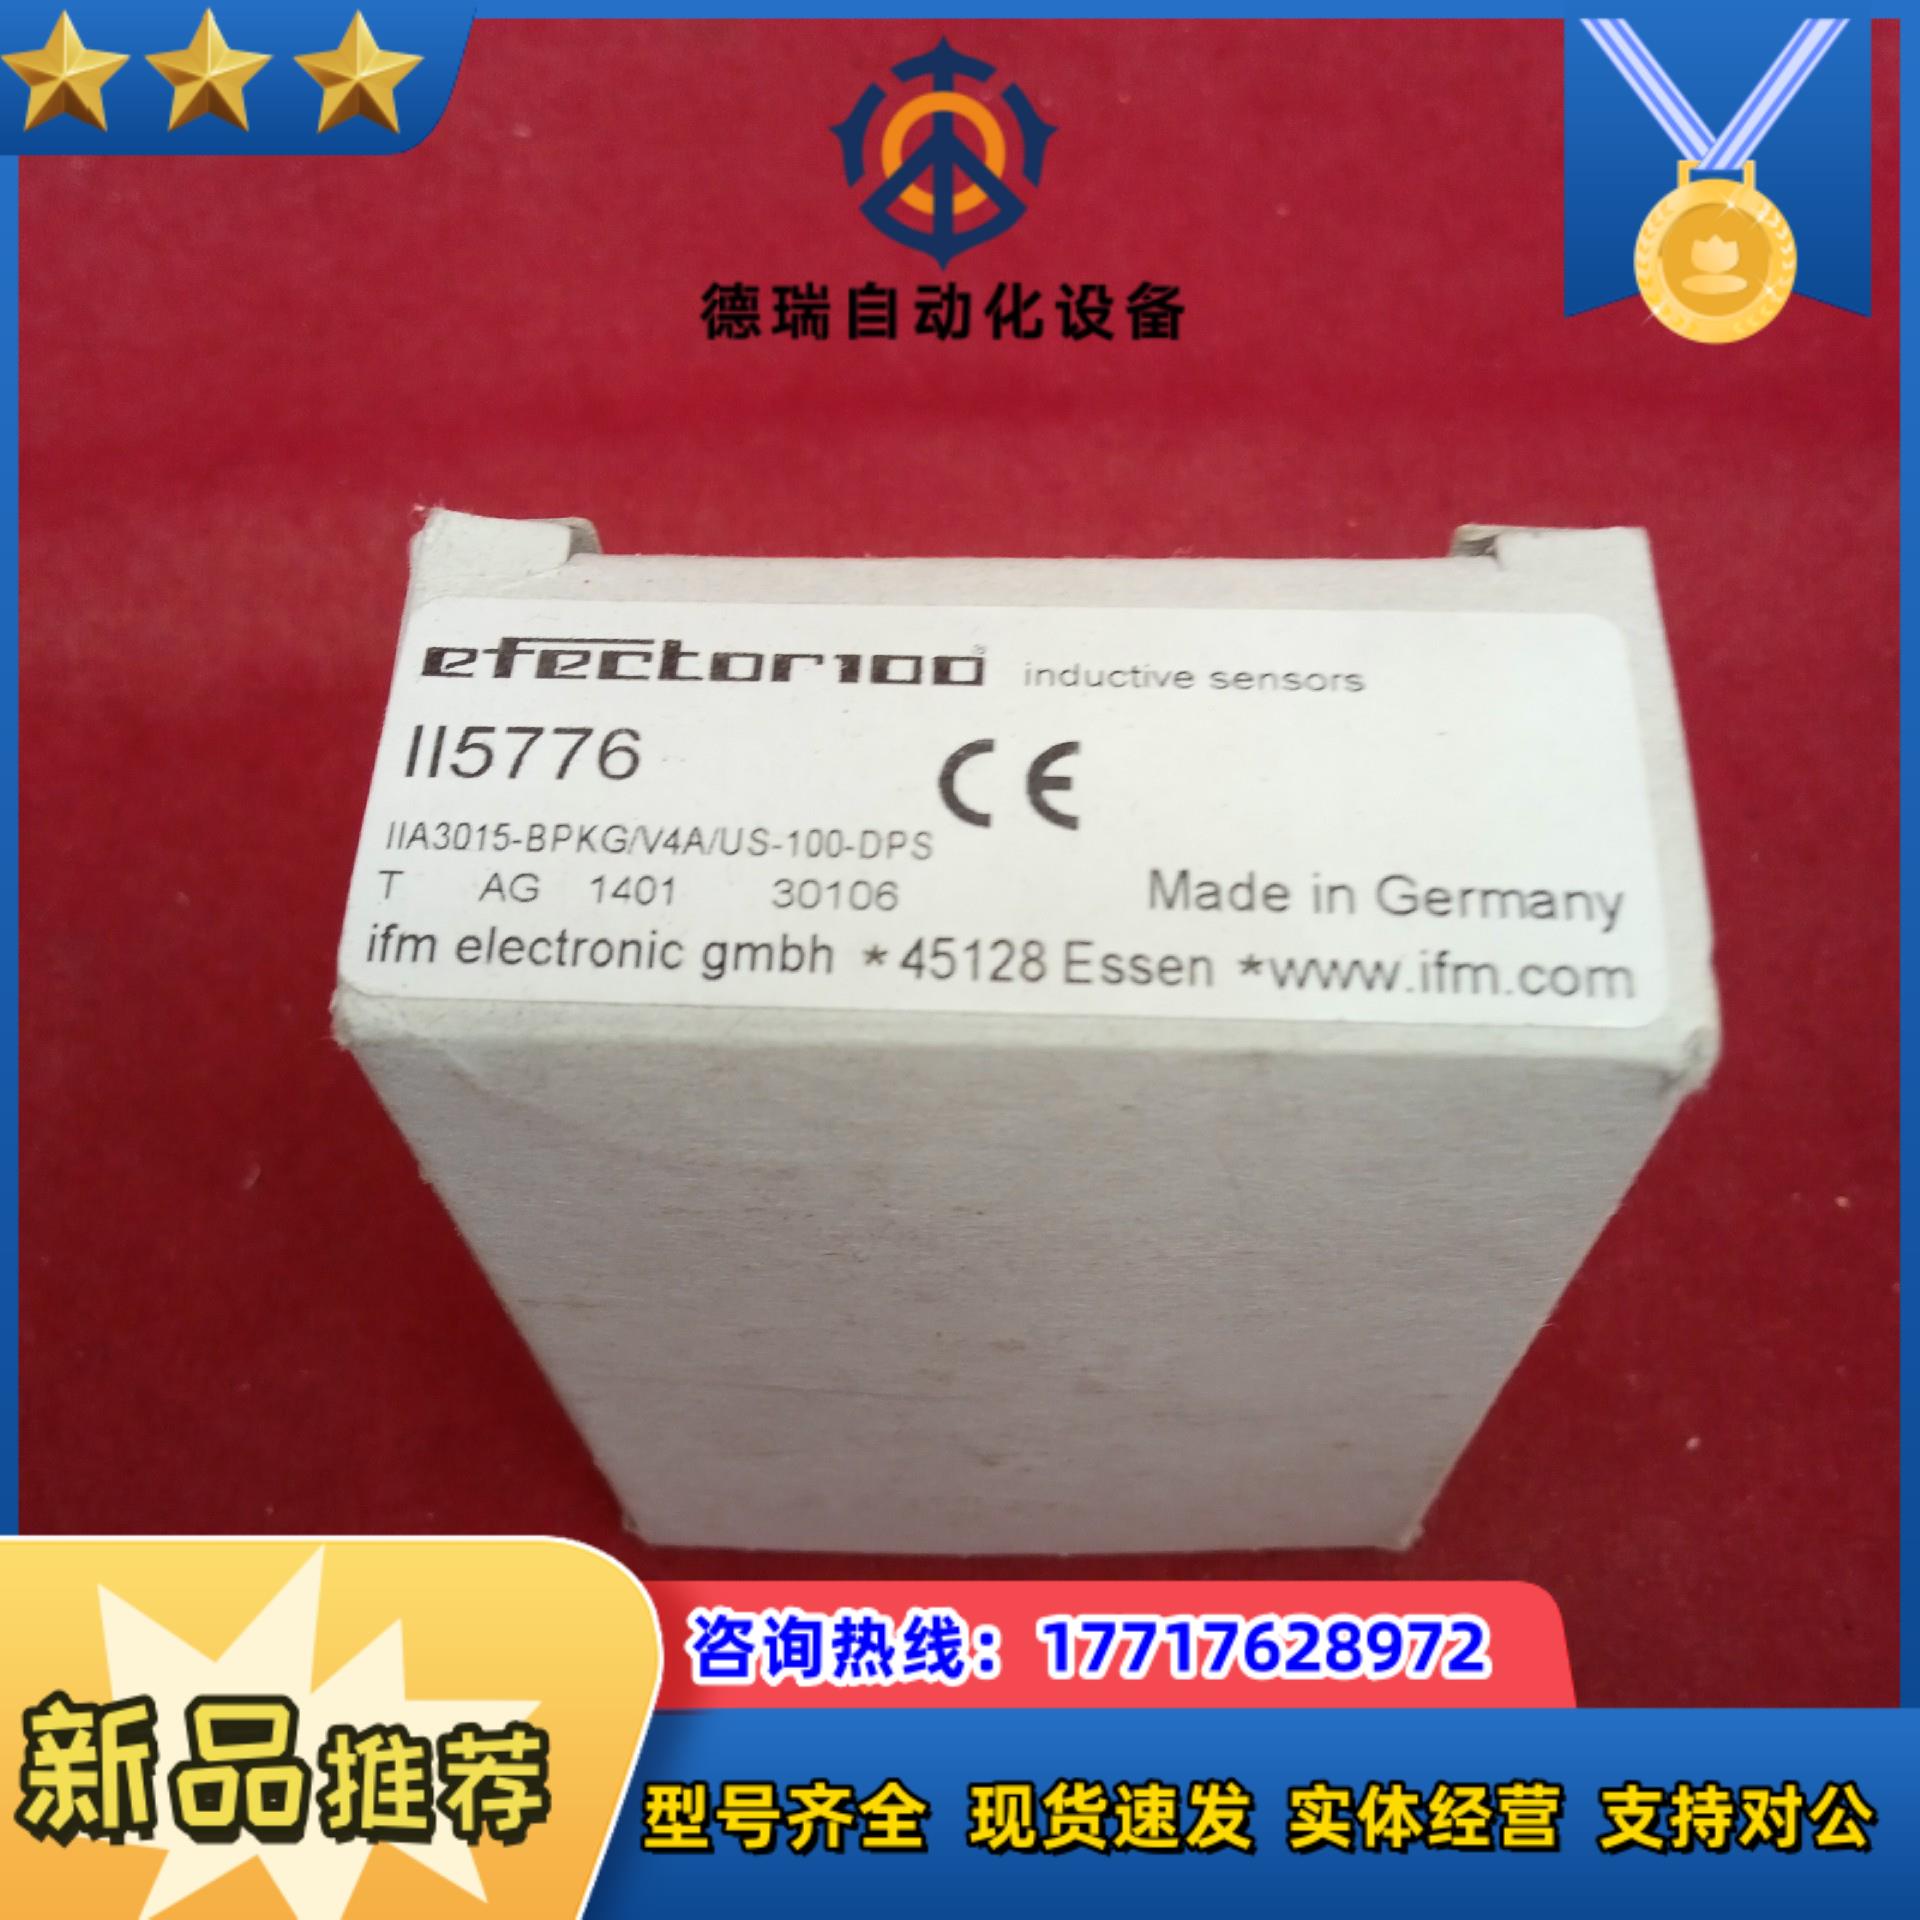 德瑞自动化设备
efector100® inductive sensors
II5776
CE
IIA3015-BPKG/V4A/US-100-DPS
T AG 1401 30106
Made in Germany
ifm electronic gmbh *45128 Essen *www.ifm.com
咨询热线：17717628972
新品推荐
型号齐全 现货速发 实体经营 支持对公